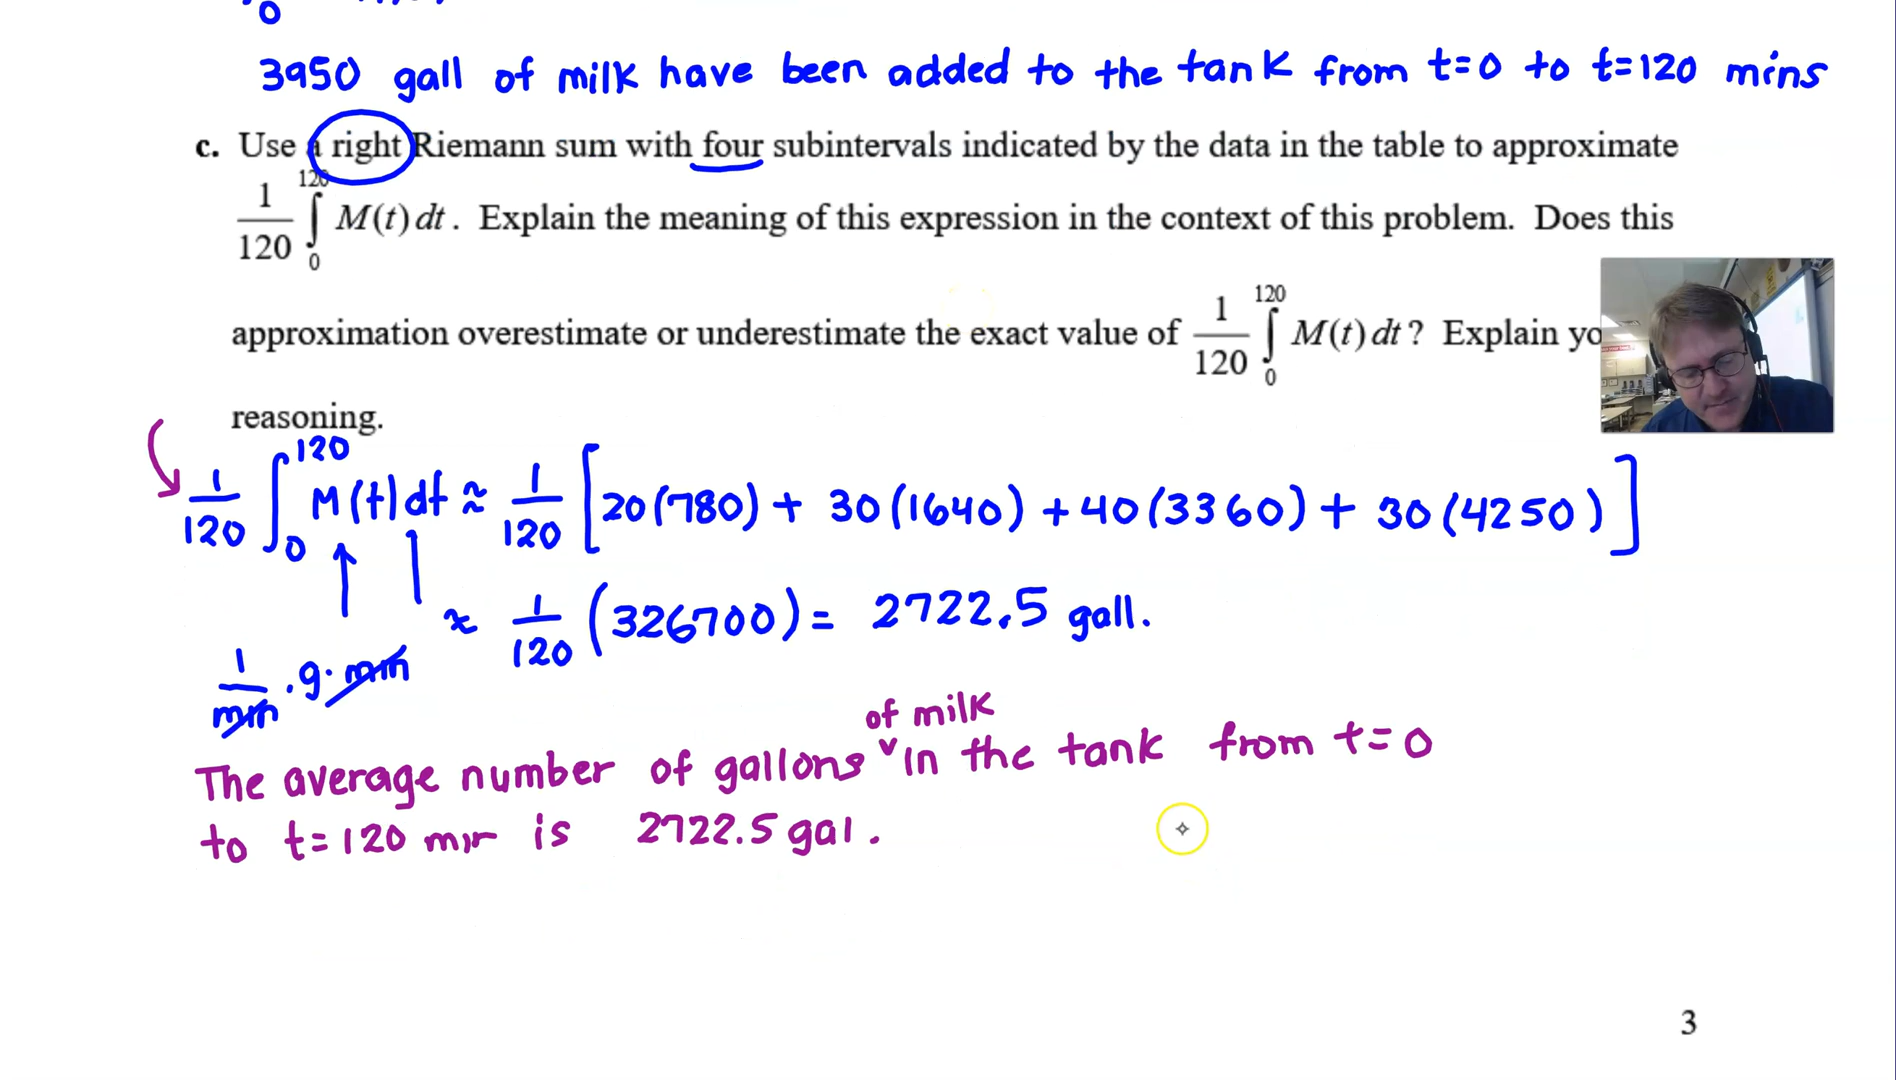 0
3950 gall of milk have been added to the tank from t=0 to t=120 mins
c. Use a right Riemann sum with four subintervals indicated by the data in the table to approximate
1/120 ∫₀¹²⁰ M(t) dt. Explain the meaning of this expression in the context of this problem. Does this
approximation overestimate or underestimate the exact value of 1/120 ∫₀¹²⁰ M(t) dt? Explain
reasoning.
1/120 ∫₀¹²⁰ M(t) dt ≈ 1/120 [20(780) + 30(1640) + 40(3360) + 30(4250)]
≈ 1/120 (326700) = 2722.5 gall.
1/min · g · min
of milk
The average number of gallons in the tank from t=0
to t=120 min is 2722.5 gal.
3